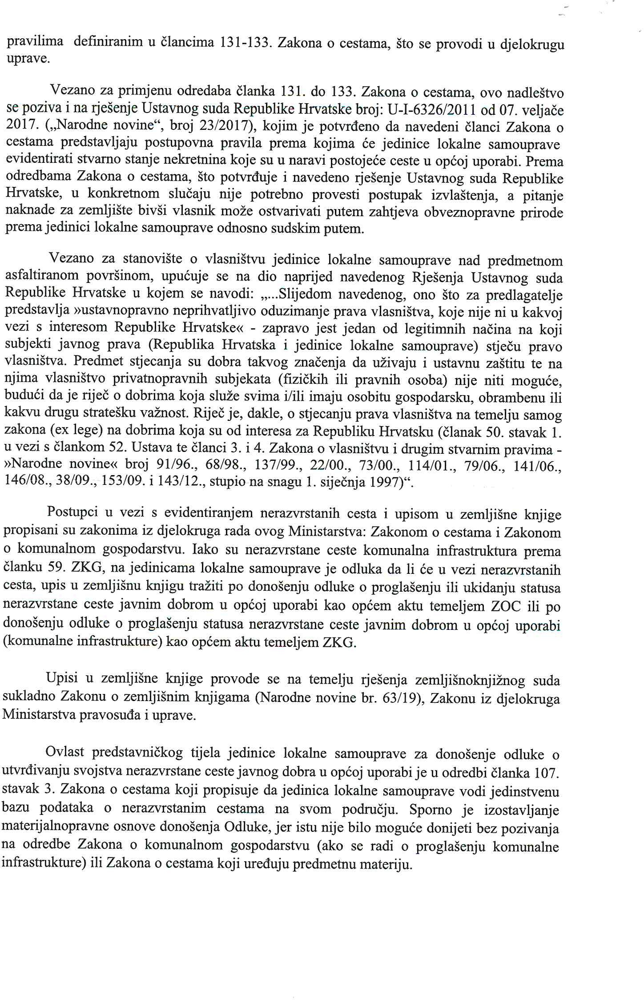 pravilima definiranim u člancima 131-133. Zakona o cestama, što se provodi u djelokrugu
uprave.
Vezano za primjenu odredaba članka 131. do 133. Zakona o cestama, ovo nadleštvo
se poziva i na rješenje Ustavnog suda Republike Hrvatske broj: U-I-6326/2011 od 07. veljače
2017. („Narodne novine“, broj 23/2017), kojim je potvrđeno da navedeni članci Zakona o
cestama predstavljaju postupovna pravila prema kojima će jedinice lokalne samouprave
evidentirati stvarno stanje nekretnina koje su u naravi postojeće ceste u općoj uporabi. Prema
odredbama Zakona o cestama, što potvrđuje i navedeno rješenje Ustavnog suda Republike
Hrvatske, u konkretnom slučaju nije potrebno provesti postupak izvlaštenja, a pitanje
naknade za zemljište bivši vlasnik može ostvarivati putem zahtjeva obveznopravne prirode
prema jedinici lokalne samouprave odnosno sudskim putem.
Vezano za stanovište o vlasništvu jedinice lokalne samouprave nad predmetnom
asfaltiranom površinom, upućuje se na dio naprijed navedenog Rješenja Ustavnog suda
Republike Hrvatske u kojem se navodi: „...Slijedom navedenog, ono što za predlagatelje
predstavlja »ustavnopravno neprihvatljivo oduzimanje prava vlasništva, koje nije ni u kakvoj
vezi s interesom Republike Hrvatske« - zapravo jest jedan od legitimnih načina na koji
subjekti javnog prava (Republika Hrvatska i jedinice lokalne samouprave) stječu pravo
vlasništva. Predmet stjecanja su dobra takvog značenja da uživaju i ustavnu zaštitu te na
njima vlasništvo privatnopravnih subjekata (fizičkih ili pravnih osoba) nije niti moguće,
budući da je riječ o dobrima koja služe svima i/ili imaju osobitu gospodarsku, obrambenu ili
kakvu drugu stratešku važnost. Riječ je, dakle, o stjecanju prava vlasništva na temelju samog
zakona (ex lege) na dobrima koja su od interesa za Republiku Hrvatsku (članak 50. stavak 1.
u vezi s člankom 52. Ustava te članci 3. i 4. Zakona o vlasništvu i drugim stvarnim pravima -
»Narodne novine« broj 91/96., 68/98., 137/99., 22/00., 73/00., 114/01., 79/06., 141/06.,
146/08., 38/09., 153/09. i 143/12., stupio na snagu 1. siječnja 1997)“.
Postupci u vezi s evidentiranjem nerazvrstanih cesta i upisom u zemljišne knjige
propisani su zakonima iz djelokruga rada ovog Ministarstva: Zakonom o cestama i Zakonom
o komunalnom gospodarstvu. Iako su nerazvrstane ceste komunalna infrastruktura prema
članku 59. ZKG, na jedinicama lokalne samouprave je odluka da li će u vezi nerazvrstanih
cesta, upis u zemljišnu knjigu tražiti po donošenju odluke o proglašenju ili ukidanju statusa
nerazvrstane ceste javnim dobrom u općoj uporabi kao općem aktu temeljem ZOC ili po
donošenju odluke o proglašenju statusa nerazvrstane ceste javnim dobrom u općoj uporabi
(komunalne infrastrukture) kao općem aktu temeljem ZKG.
Upisi u zemljišne knjige provode se na temelju rješenja zemljišnoknjižnog suda
sukladno Zakonu o zemljišnim knjigama (Narodne novine br. 63/19), Zakonu iz djelokruga
Ministarstva pravosuđa i uprave.
Ovlast predstavničkog tijela jedinice lokalne samouprave za donošenje odluke o
utvrđivanju svojstva nerazvrstane ceste javnog dobra u općoj uporabi je u odredbi članka 107.
stavak 3. Zakona o cestama koji propisuje da jedinica lokalne samouprave vodi jedinstvenu
bazu podataka o nerazvrstanim cestama na svom području. Sporno je izostavljanje
materijalnopravne osnove donošenja Odluke, jer istu nije bilo moguće donijeti bez pozivanja
na odredbe Zakona o komunalnom gospodarstvu (ako se radi o proglašenju komunalne
infrastrukture) ili Zakona o cestama koji uređuju predmetnu materiju.